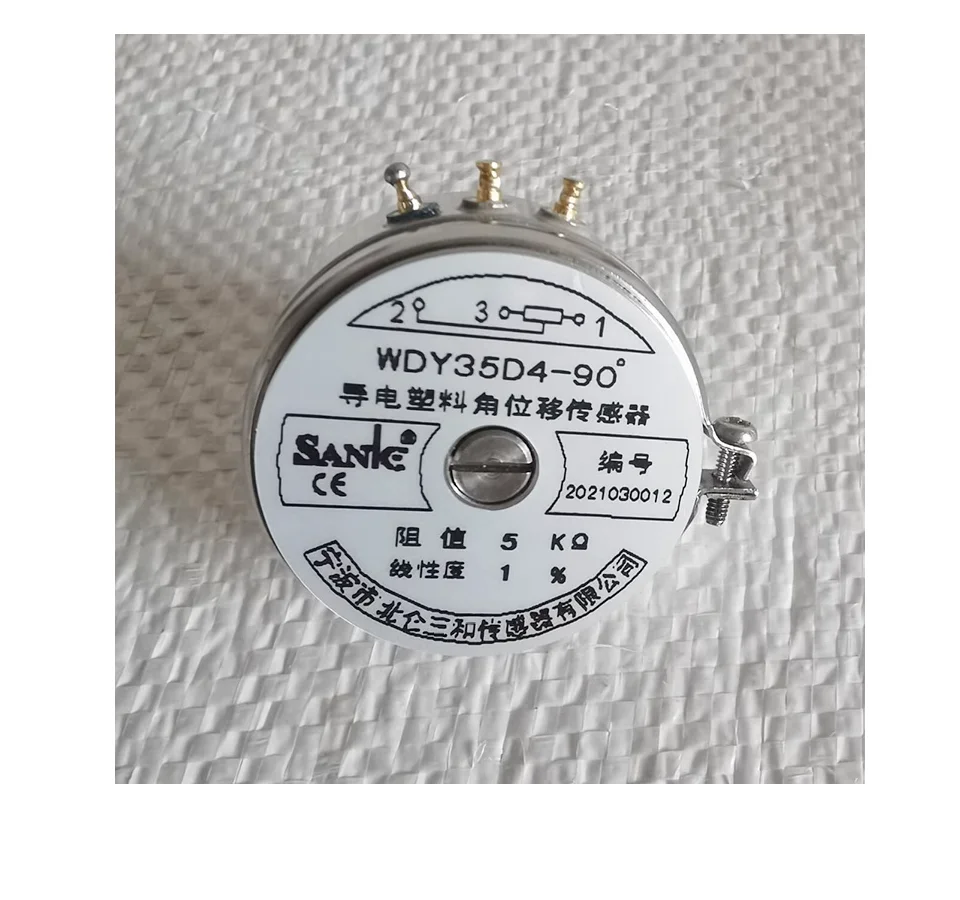 2 3 1
WDY35D4-90°
导电塑料角位移传感器
SANKE®
CE
编号
2021030012
阻值 5 KΩ
线性度 1 %
宁波市北仑三和传感器有限公司